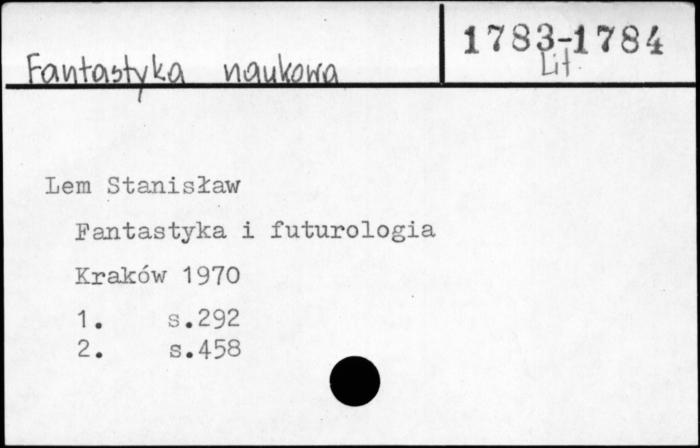 Fantastyka naukowa
1783-1784
Lit.
Lem Stanisław
Fantastyka i futurologia
Kraków 1970
1. s.292
2. s.458